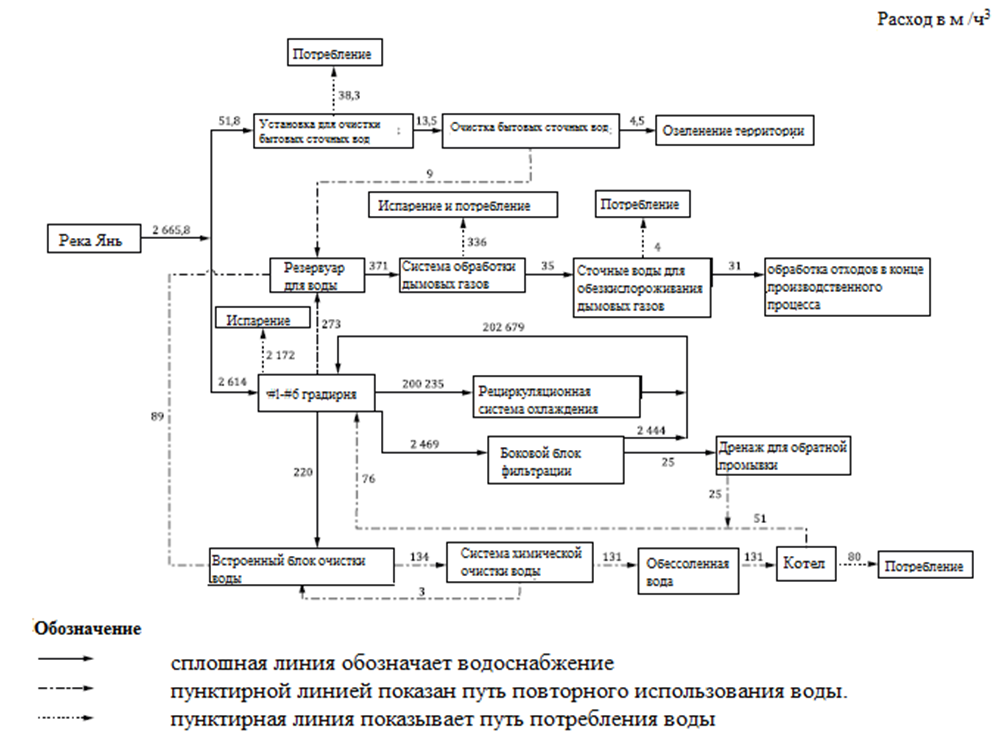 Расход в м /ч³
Потребление
38,3
51,8
Установка для очистки
бытовых сточных вод
;
13,5
Очистка бытовых сточных вод;
4,5
Озеленение территории
9
Испарение и потребление
Потребление
2 665,8
Река Янь
336
4
Резервуар
для воды
371
Система обработки
дымовых газов
35
Сточные воды для
обезкислороживания
дымовых газов
31
обработка отходов в конце
производственного
процесса
Испарение
273
202 679
2 172
2 614
#1-#6 градирня
200 235
Рециркуляционная
система охлаждения
89
2 469
2 444
Боковой блок
фильтрации
25
Дренаж для обратной
промывки
220
76
25
51
Встроенный блок очистки
воды
134
Система химической
очистки воды
131
Обессоленная
вода
131
Котел
80
Потребление
3
Обозначение
сплошная линия обозначает водоснабжение
пунктирной линией показан путь повторного использования воды.
пунктирная линия показывает путь потребления воды